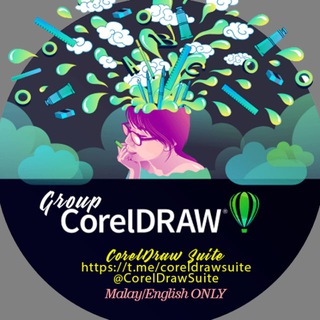 Group
CorelDRAW®
CorelDraw Suite
https://t.me/coreldrawsuite
@CorelDrawSuite
Malay/English ONLY